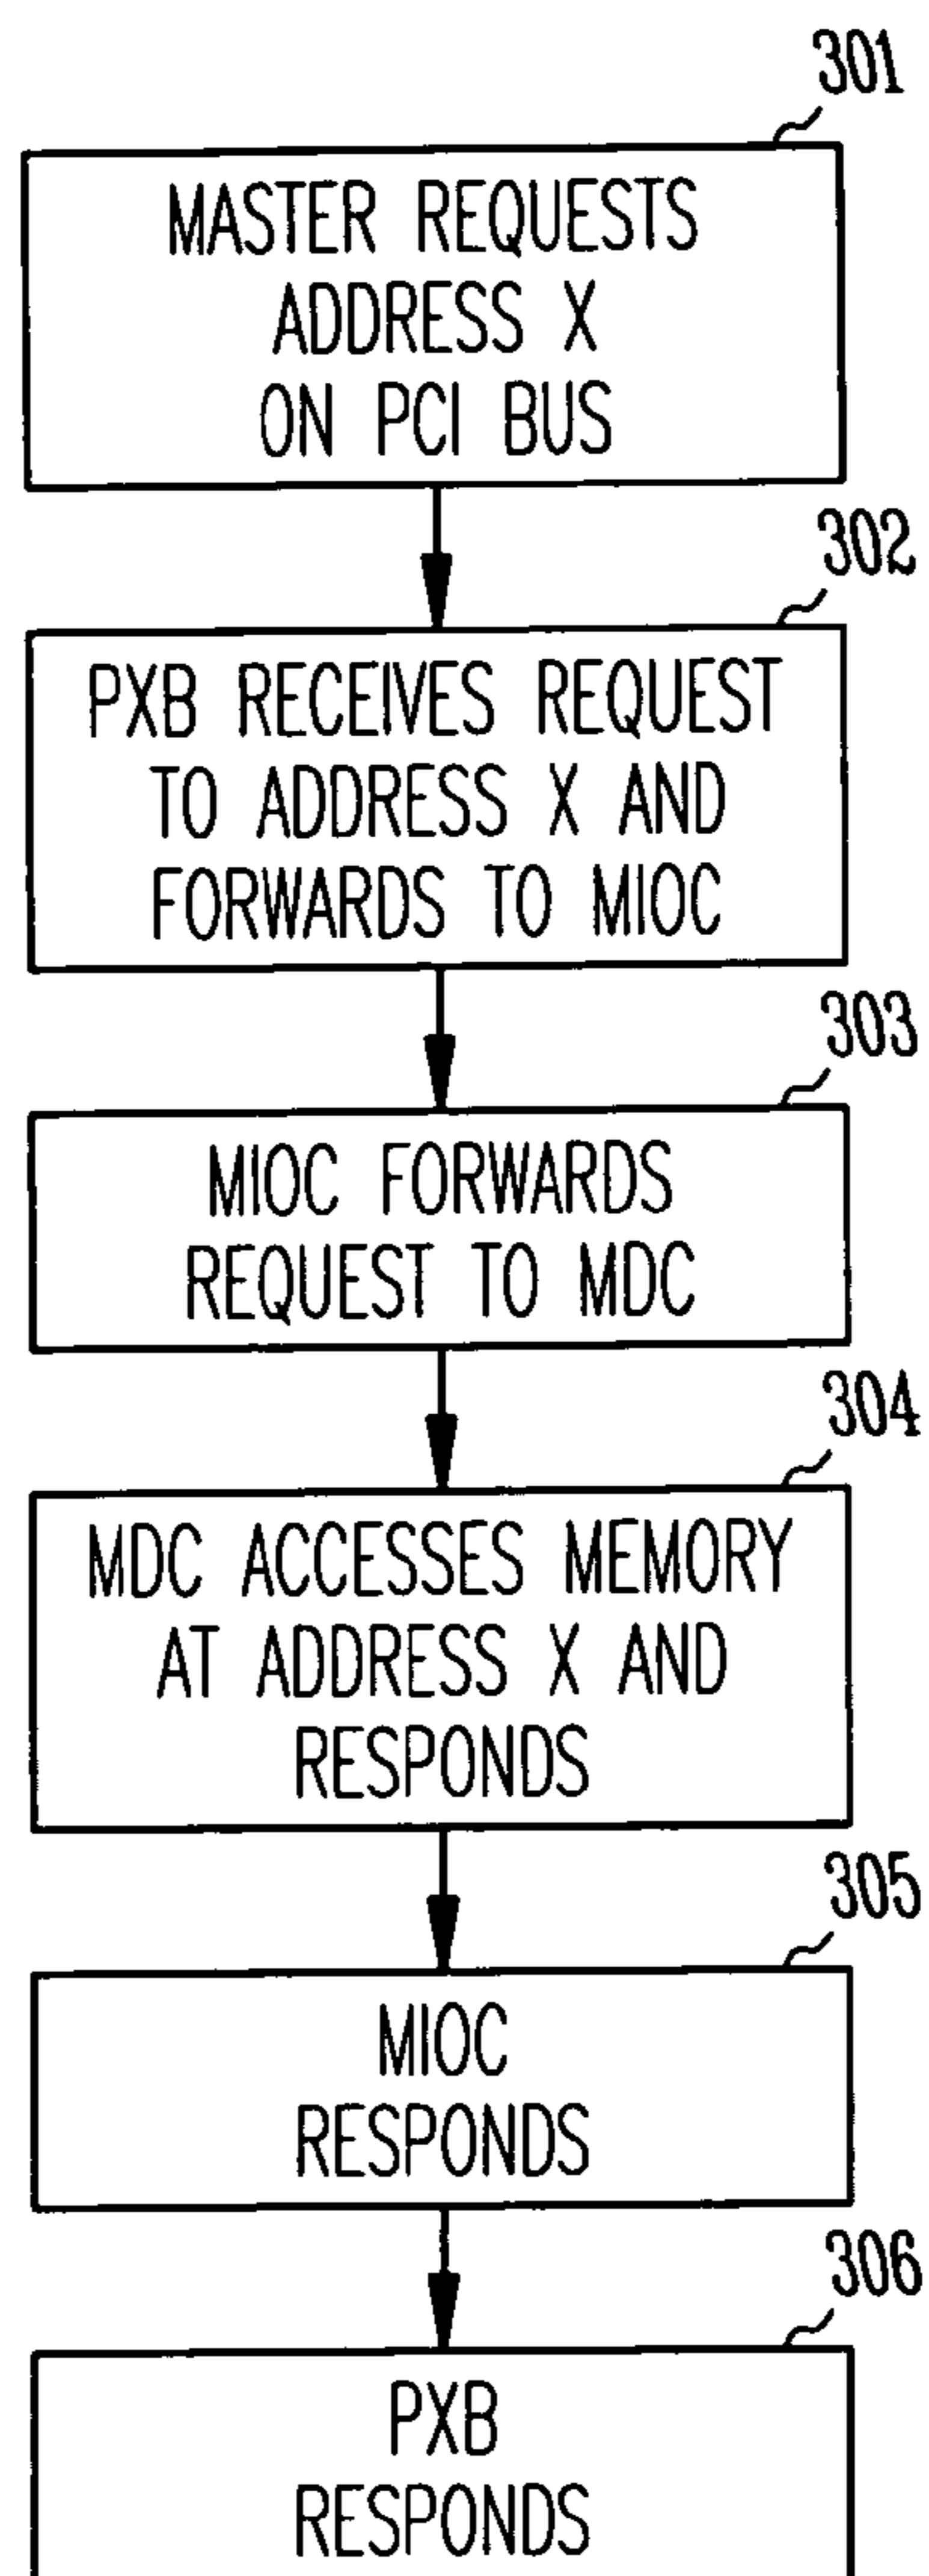 301
MASTER REQUESTS
ADDRESS X
ON PCI BUS
302
PXB RECEIVES REQUEST
TO ADDRESS X AND
FORWARDS TO MIOC
303
MIOC FORWARDS
REQUEST TO MDC
304
MDC ACCESSES MEMORY
AT ADDRESS X AND
RESPONDS
305
MIOC
RESPONDS
306
PXB
RESPONDS